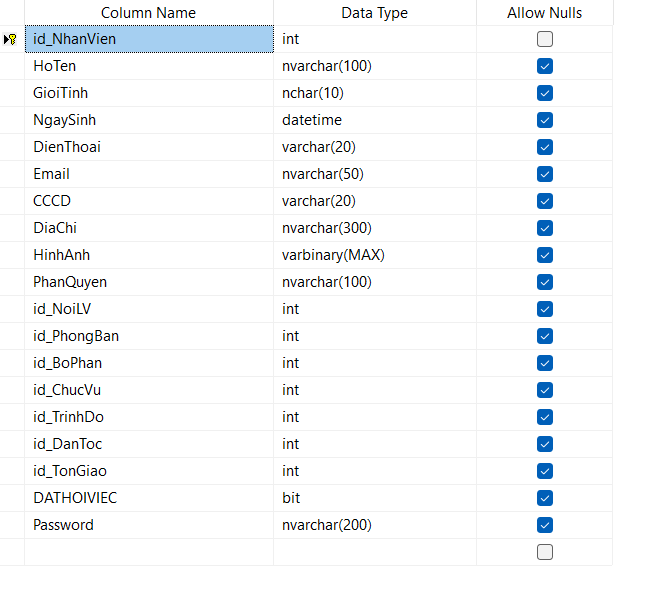 Column Name Data Type Allow Nulls
id_NhanVien int
HoTen nvarchar(100)
GioiTinh nchar(10)
NgaySinh datetime
DienThoai varchar(20)
Email nvarchar(50)
CCCD varchar(20)
DiaChi nvarchar(300)
HinhAnh varbinary(MAX)
PhanQuyen nvarchar(100)
id_NoiLV int
id_PhongBan int
id_BoPhan int
id_ChucVu int
id_TrinhDo int
id_DanToc int
id_TonGiao int
DATHOIVIEC bit
Password nvarchar(200)